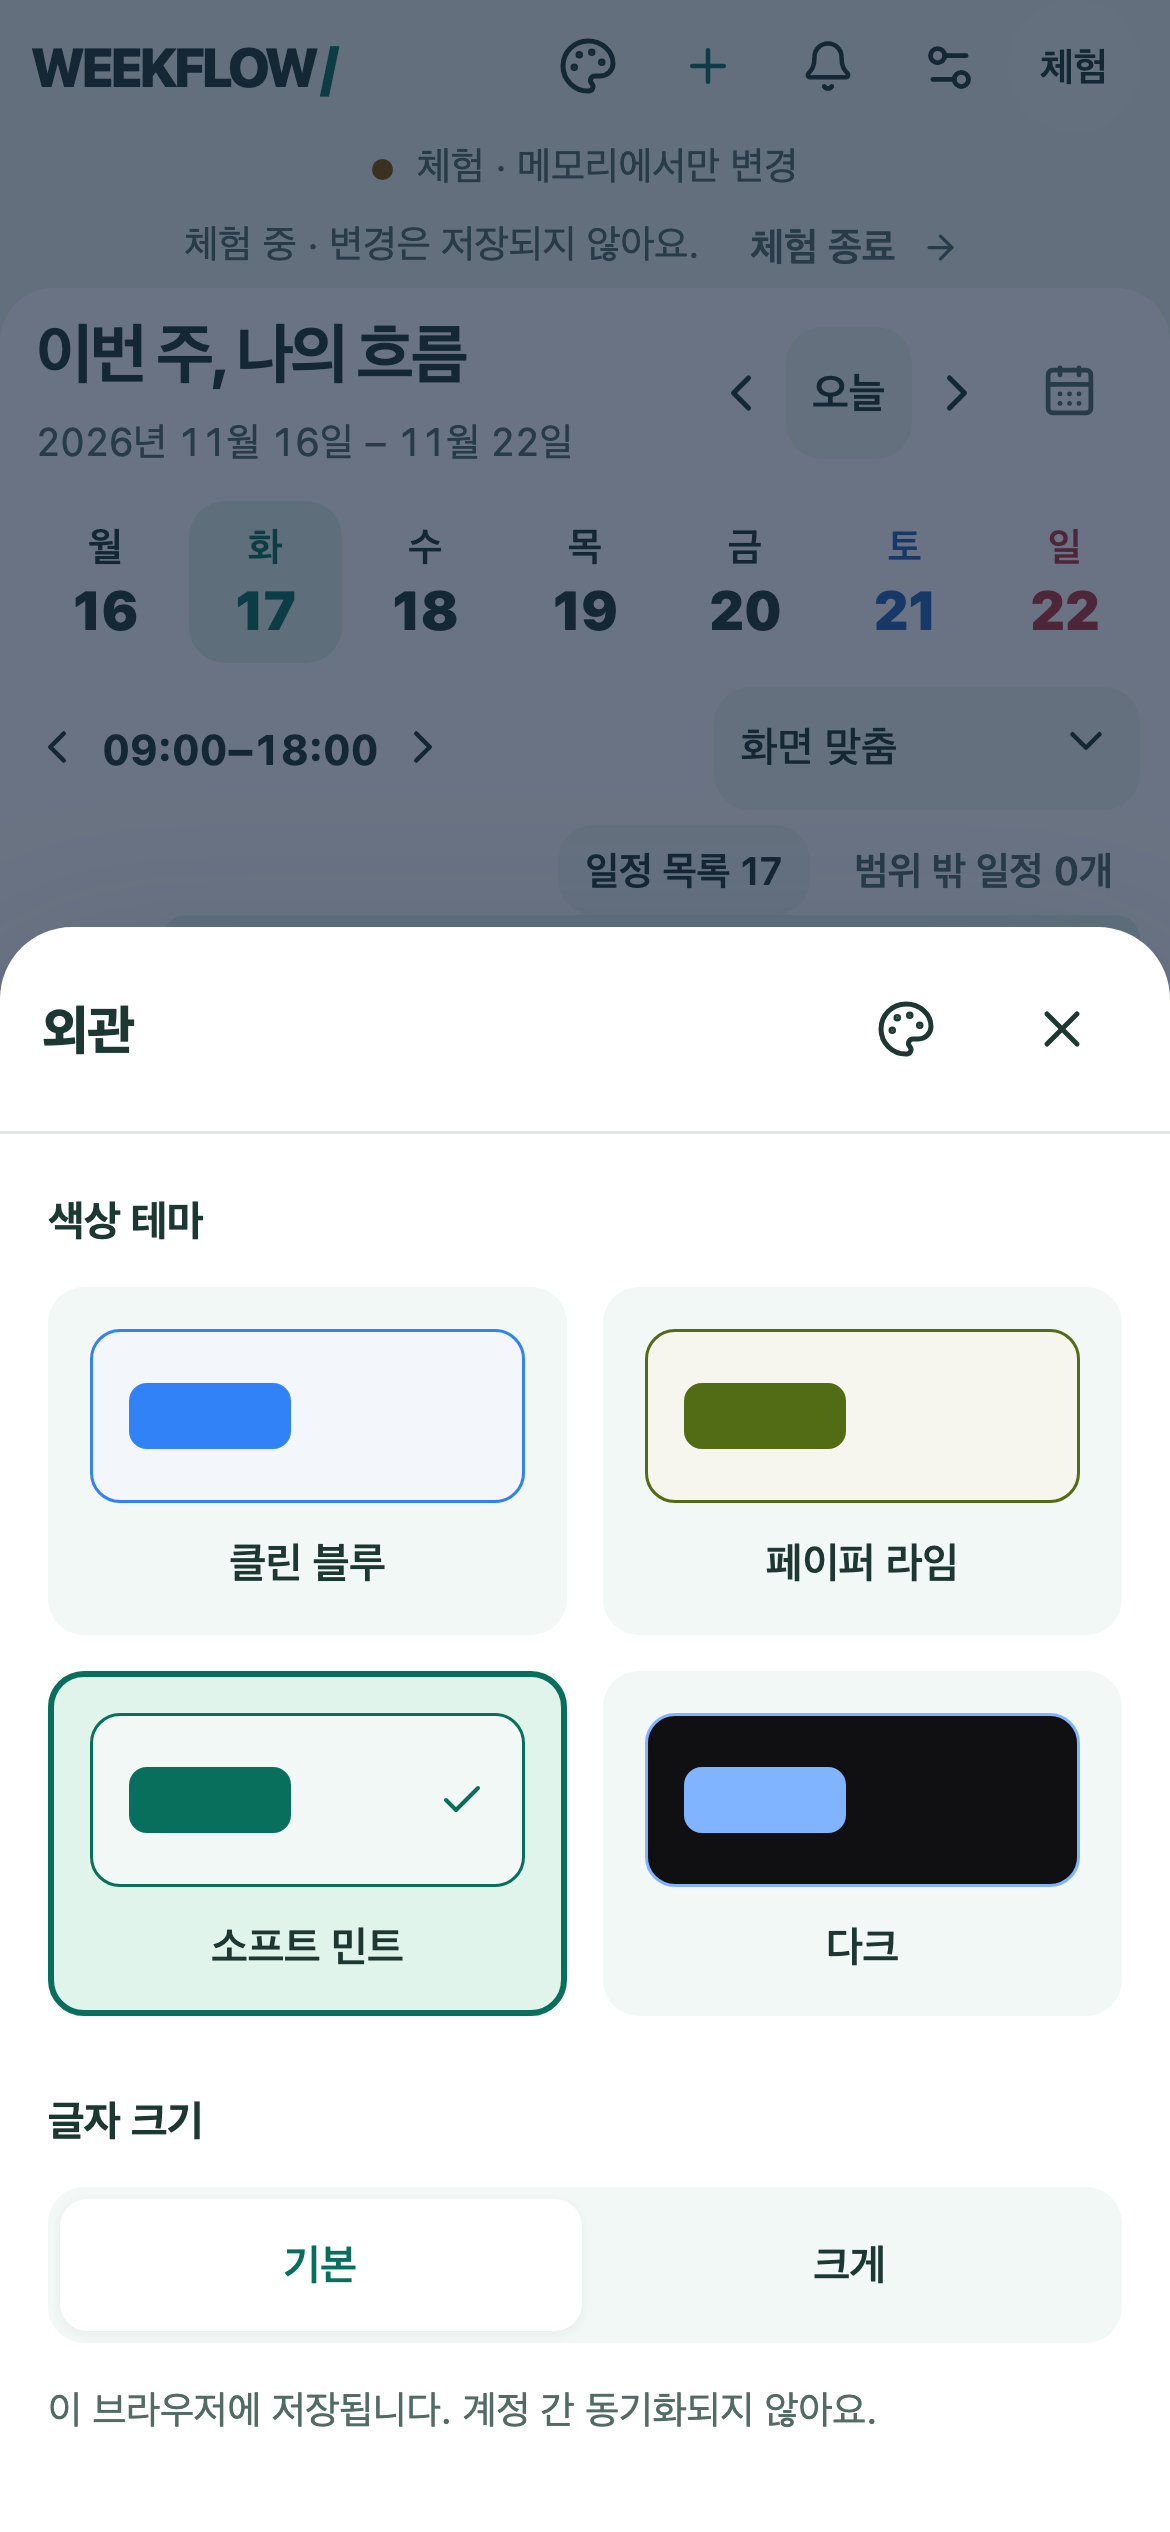 WEEKFLOW/
체험
체험 · 메모리에서만 변경
체험 중 · 변경은 저장되지 않아요. 체험 종료 →
이번 주, 나의 흐름
오늘
2026년 11월 16일 – 11월 22일
월 화 수 목 금 토 일
16 17 18 19 20 21 22
09:00–18:00
화면 맞춤
일정 목록 17
범위 밖 일정 0개
외관
색상 테마
클린 블루
페이퍼 라임
소프트 민트
다크
글자 크기
기본
크게
이 브라우저에 저장됩니다. 계정 간 동기화되지 않아요.